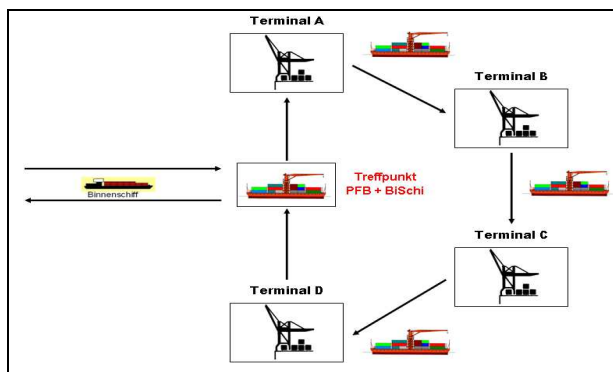 Terminal A
Terminal B
Treffpunkt
PFB + BiSchi
Binnenschiff
Terminal C
Terminal D